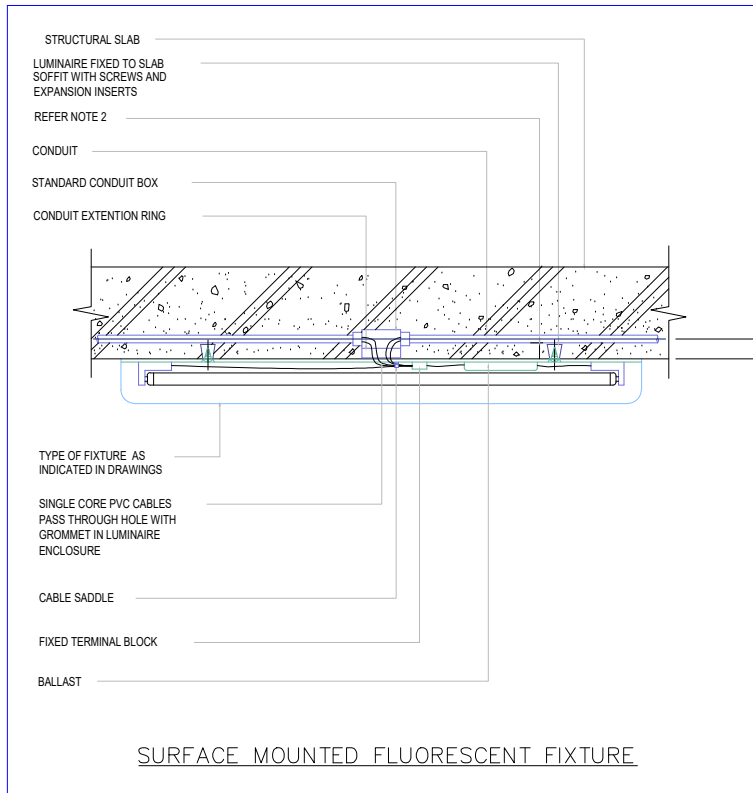 STRUCTURAL SLAB
LUMINAIRE FIXED TO SLAB
SOFFIT WITH SCREWS AND
EXPANSION INSERTS
REFER NOTE 2
CONDUIT
STANDARD CONDUIT BOX
CONDUIT EXTENTION RING
TYPE OF FIXTURE AS
INDICATED IN DRAWINGS
SINGLE CORE PVC CABLES
PASS THROUGH HOLE WITH
GROMMET IN LUMINAIRE
ENCLOSURE
CABLE SADDLE
FIXED TERMINAL BLOCK
BALLAST
SURFACE MOUNTED FLUORESCENT FIXTURE